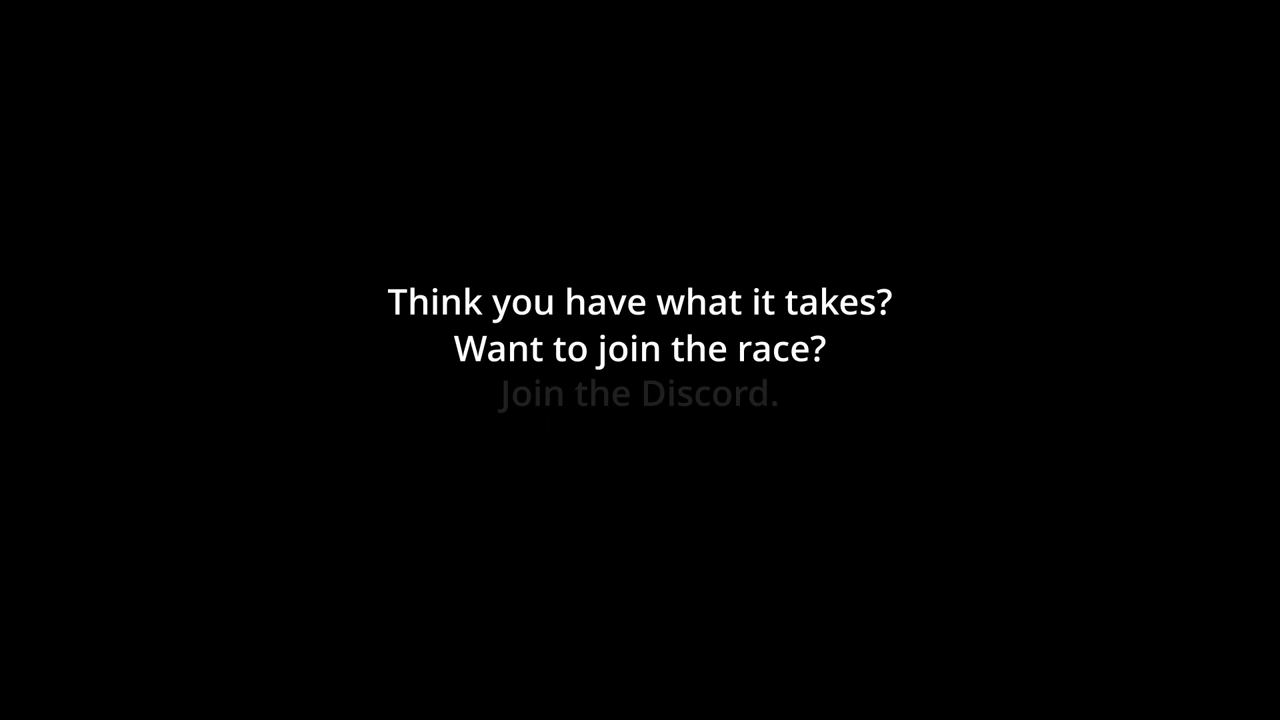 Think you have what it takes?
Want to join the race?
Join the Discord.